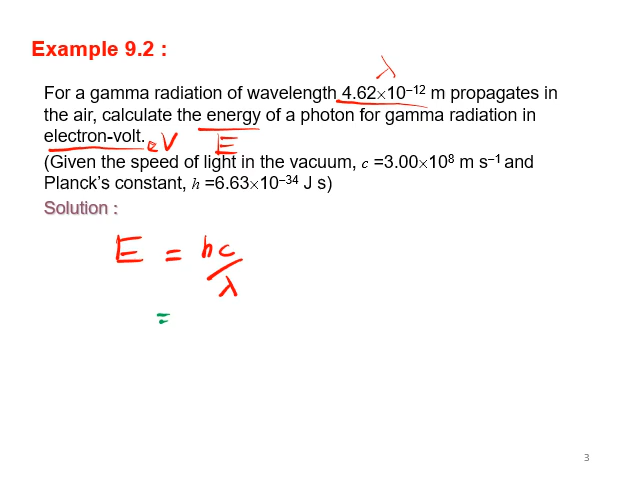 Example 9.2 :
λ
For a gamma radiation of wavelength 4.62×10⁻¹² m propagates in
the air, calculate the energy of a photon for gamma radiation in
electron-volt. eV E
(Given the speed of light in the vacuum, c =3.00×10⁸ m s⁻¹ and
Planck's constant, h =6.63×10⁻³⁴ J s)
Solution :
E = hc
λ
=
3